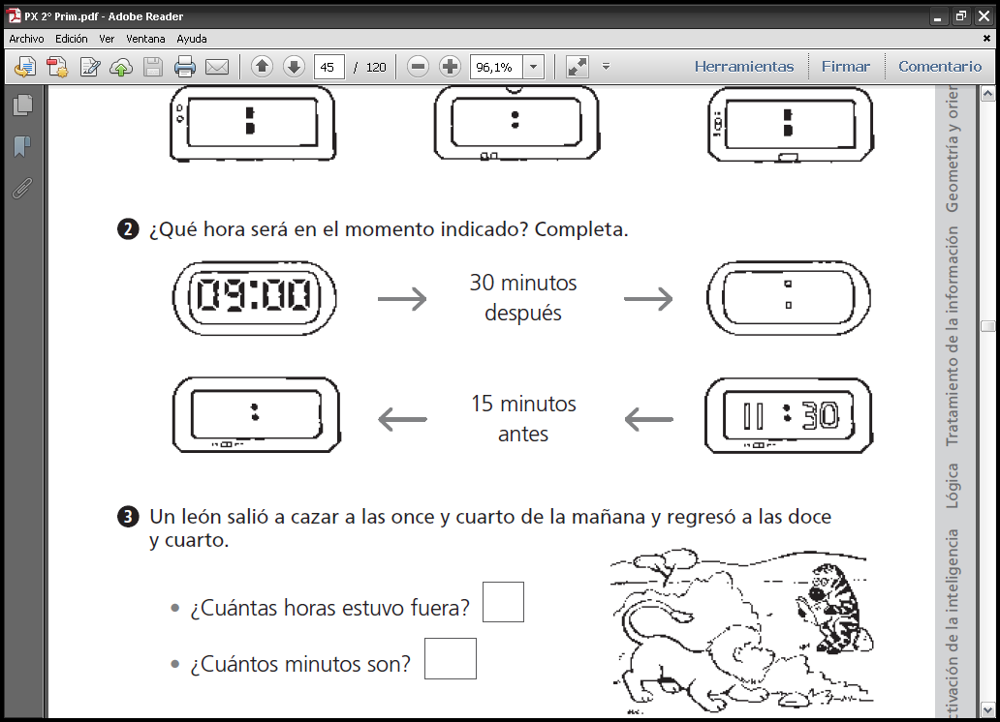 PX 2° Prim.pdf - Adobe Reader
Archivo Edición Ver Ventana Ayuda
45 / 120 96,1% Herramientas Firmar Comentario
2 ¿Qué hora será en el momento indicado? Completa.
09:00
30 minutos
después
:
:
15 minutos
antes
11:30
3 Un león salió a cazar a las once y cuarto de la mañana y regresó a las doce
y cuarto.
• ¿Cuántas horas estuvo fuera?
• ¿Cuántos minutos son?
Geometría y orien
Tratamiento de la información
Lógica
ctivación de la inteligencia